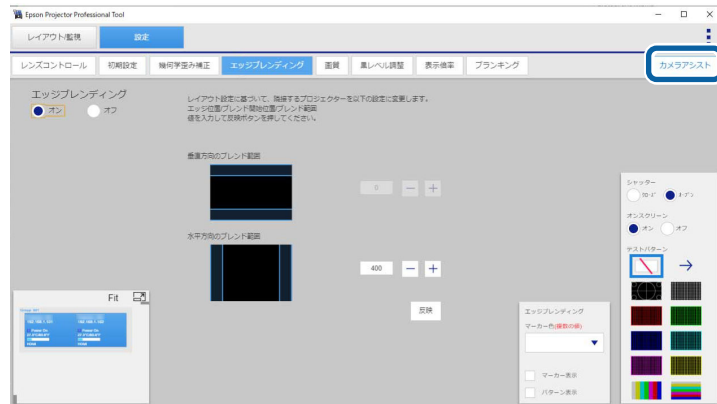 Epson Projector Professional Tool
レイアウト/監視
設定
レンズコントロール
初期設定
幾何学歪み補正
エッジブレンディング
画質
黒レベル調整
表示倍率
ブランキング
カメラアシスト
エッジブレンディング
オン
オフ
レイアウト設定に基づいて、隣接するプロジェクターを以下の設定に変更します。
エッジ位置/ブレンド開始位置/ブレンド範囲
値を入力して反映ボタンを押してください。
垂直方向のブレンド範囲
0
水平方向のブレンド範囲
400
反映
Fit
エッジブレンディング
マーカー色(複数の値)
マーカー表示
パターン表示
シャッター
クローズ
オープン
オンスクリーン
オン
オフ
テストパターン